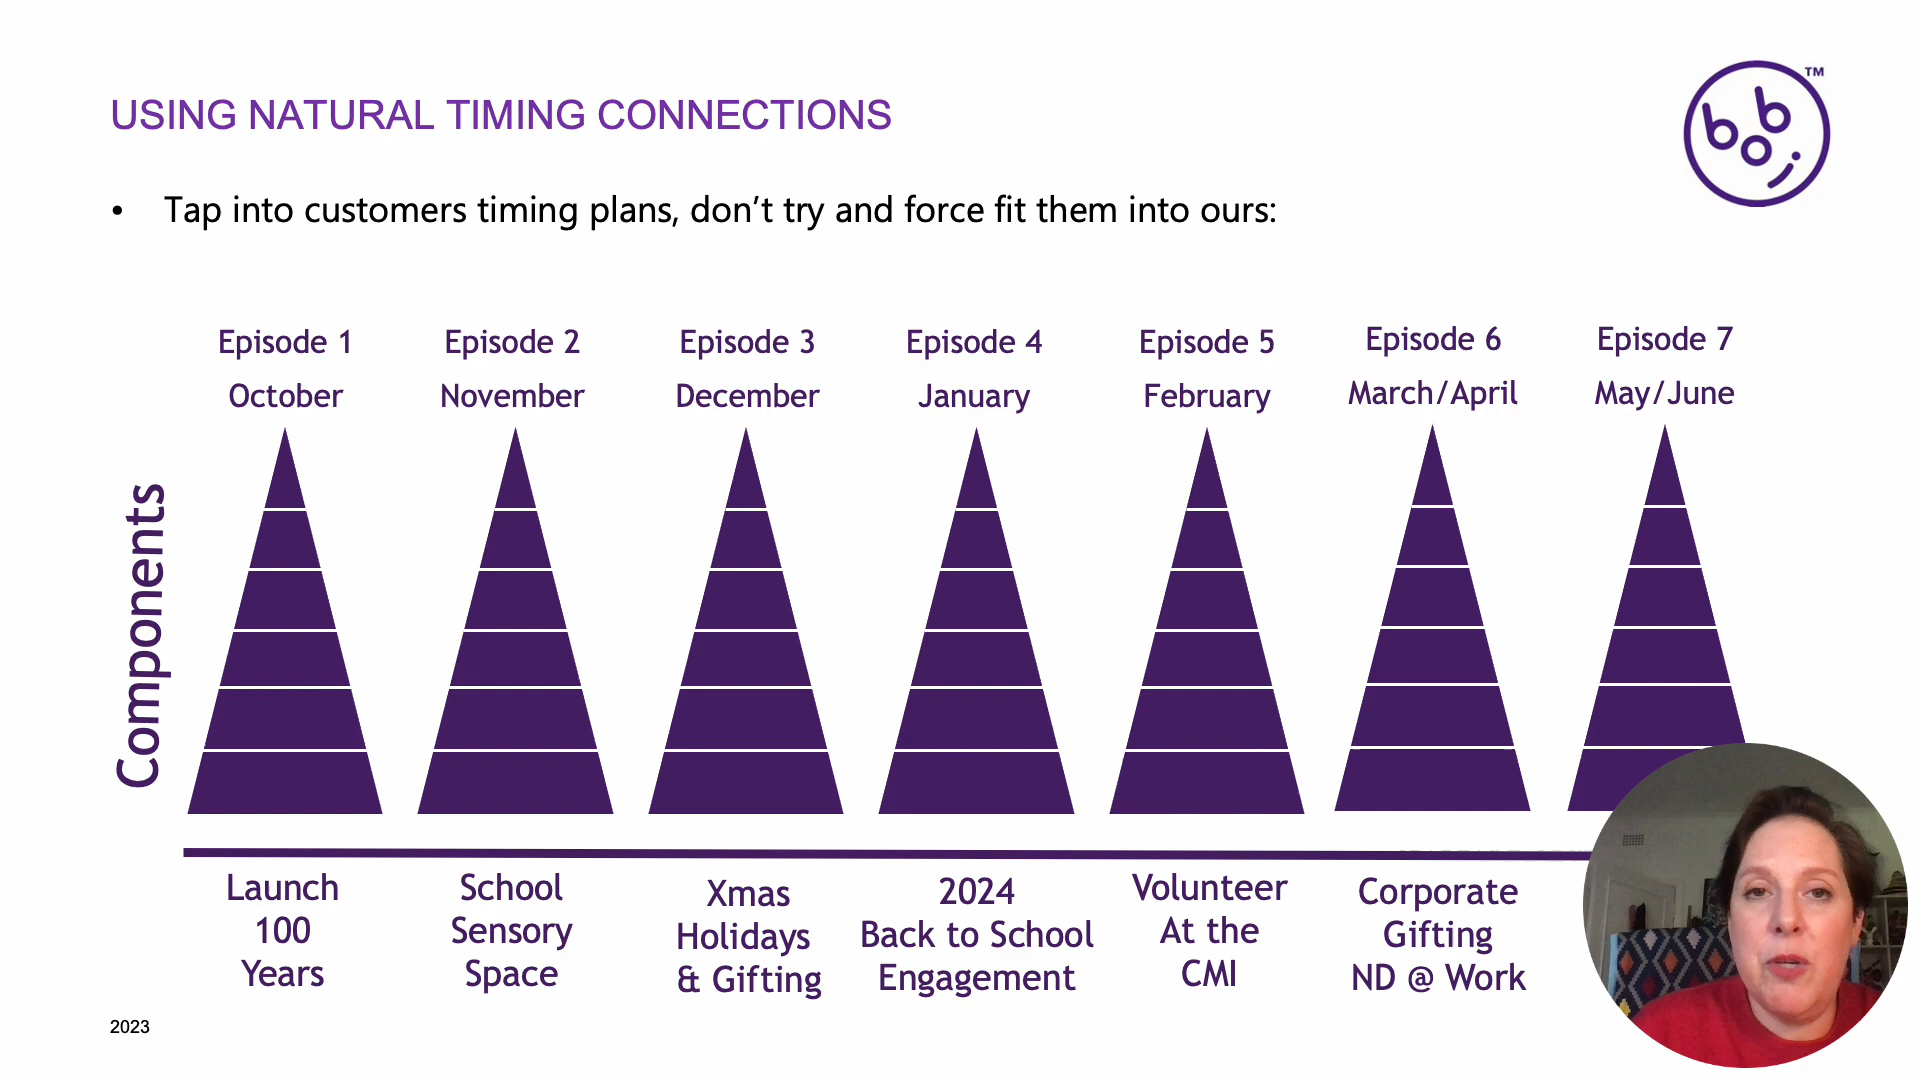 USING NATURAL TIMING CONNECTIONS
TM
bobi
• Tap into customers timing plans, don’t try and force fit them into ours:
Episode 1
October
Episode 2
November
Episode 3
December
Episode 4
January
Episode 5
February
Episode 6
March/April
Episode 7
May/June
Components
Launch
100
Years
School
Sensory
Space
Xmas
Holidays
& Gifting
2024
Back to School
Engagement
Volunteer
At the
CMI
Corporate
Gifting
ND @ Work
2023